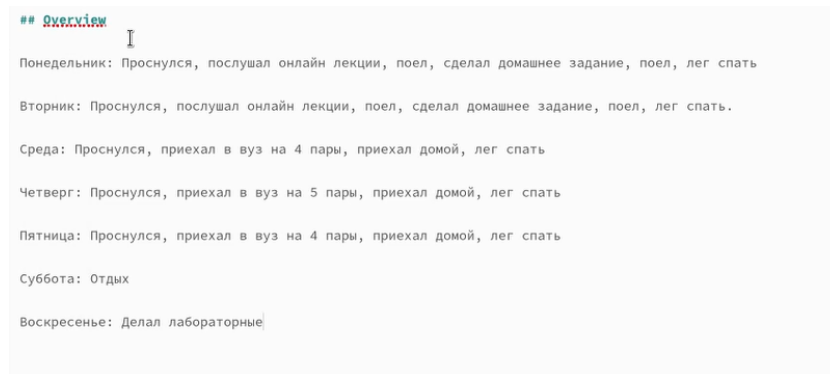 ## Overview
Понедельник: Проснулся, послушал онлайн лекции, поел, сделал домашнее задание, поел, лег спать
Вторник: Проснулся, послушал онлайн лекции, поел, сделал домашнее задание, поел, лег спать.
Среда: Проснулся, приехал в вуз на 4 пары, приехал домой, лег спать
Четверг: Проснулся, приехал в вуз на 5 пары, приехал домой, лег спать
Пятница: Проснулся, приехал в вуз на 4 пары, приехал домой, лег спать
Суббота: Отдых
Воскресенье: Делал лабораторные